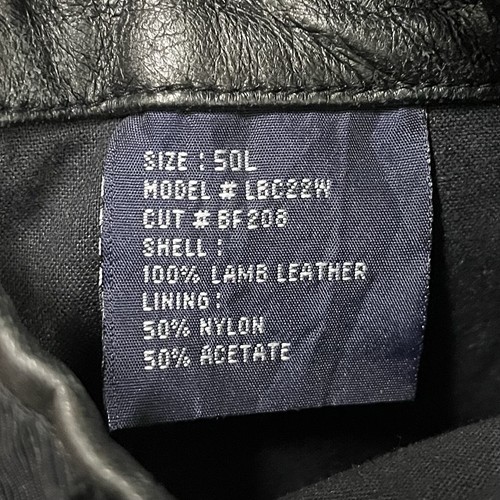 SIZE : 50L
MODEL # LBC22W
CUT # BF208
SHELL :
100% LAMB LEATHER
LINING :
50% NYLON
50% ACETATE